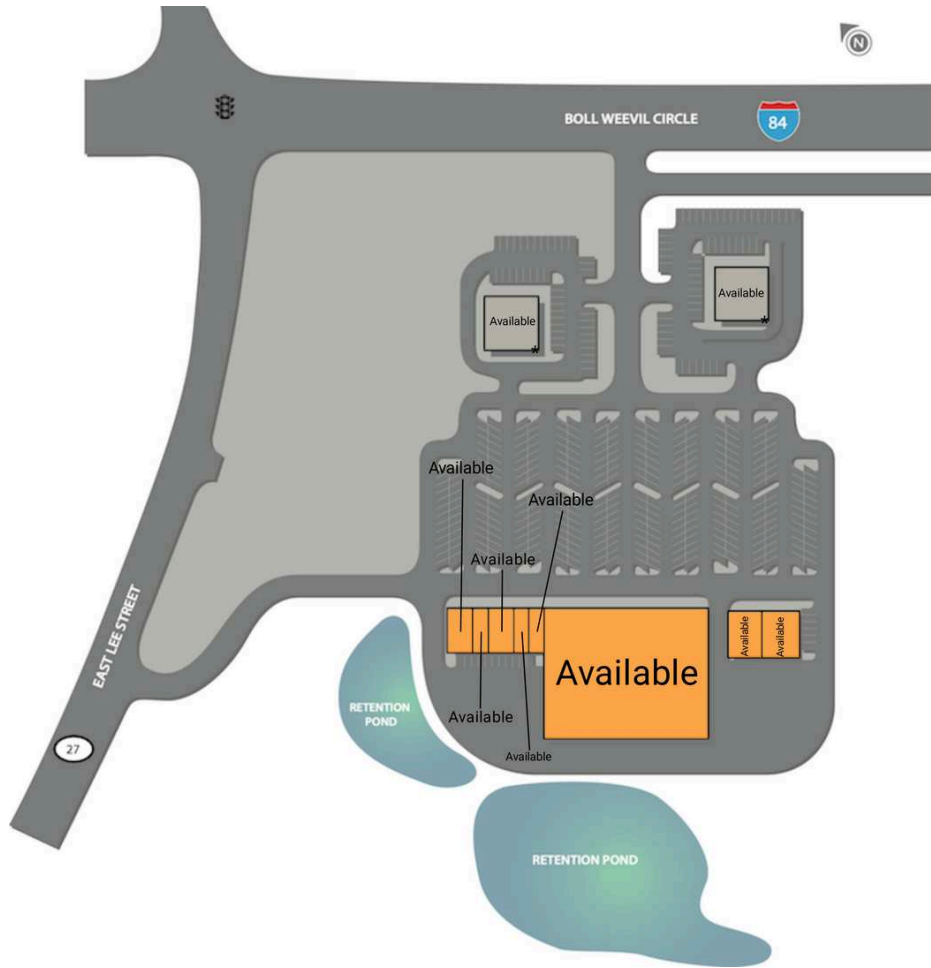 N
BOLL WEEVIL CIRCLE
84
Available
Available
*
*
Available
Available
Available
EAST LEE STREET
Available
Available
Available
RETENTION
POND
Available
Available
27
RETENTION POND